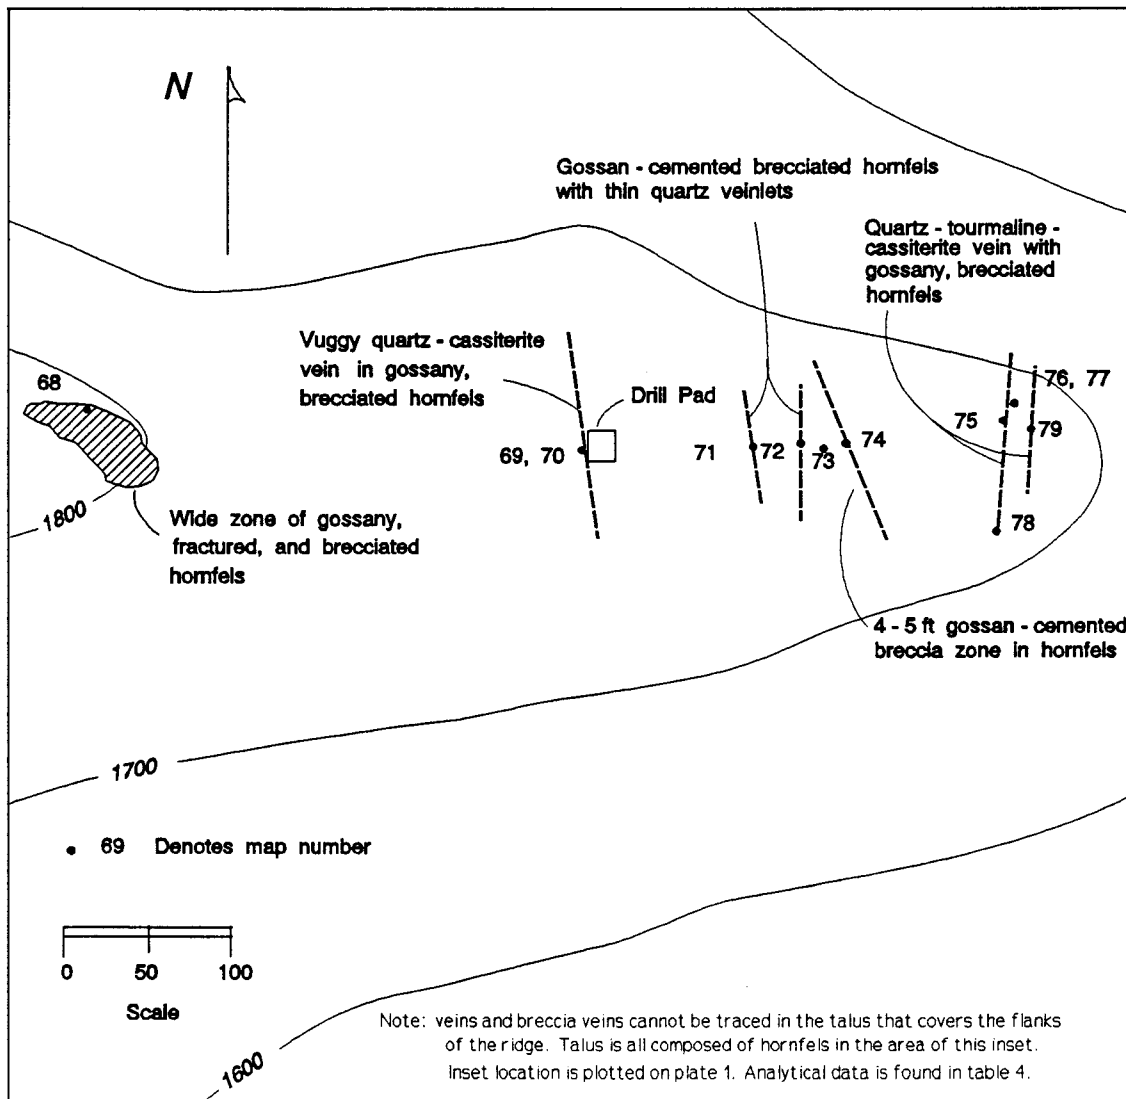 N
Gossan - cemented brecciated hornfels
with thin quartz veinlets
Quartz - tourmaline -
cassiterite vein with
gossany, brecciated
hornfels
Vuggy quartz - cassiterite
vein in gossany,
brecciated hornfels
Drill Pad
68
69, 70
71
72
73
74
75
76, 77
79
78
1800
Wide zone of gossany,
fractured, and brecciated
hornfels
4 - 5 ft gossan - cemented
breccia zone in hornfels
1700
69 Denotes map number
0 50 100
Scale
1600
Note: veins and breccia veins cannot be traced in the talus that covers the flanks
of the ridge. Talus is all composed of hornfels in the area of this inset.
Inset location is plotted on plate 1. Analytical data is found in table 4.